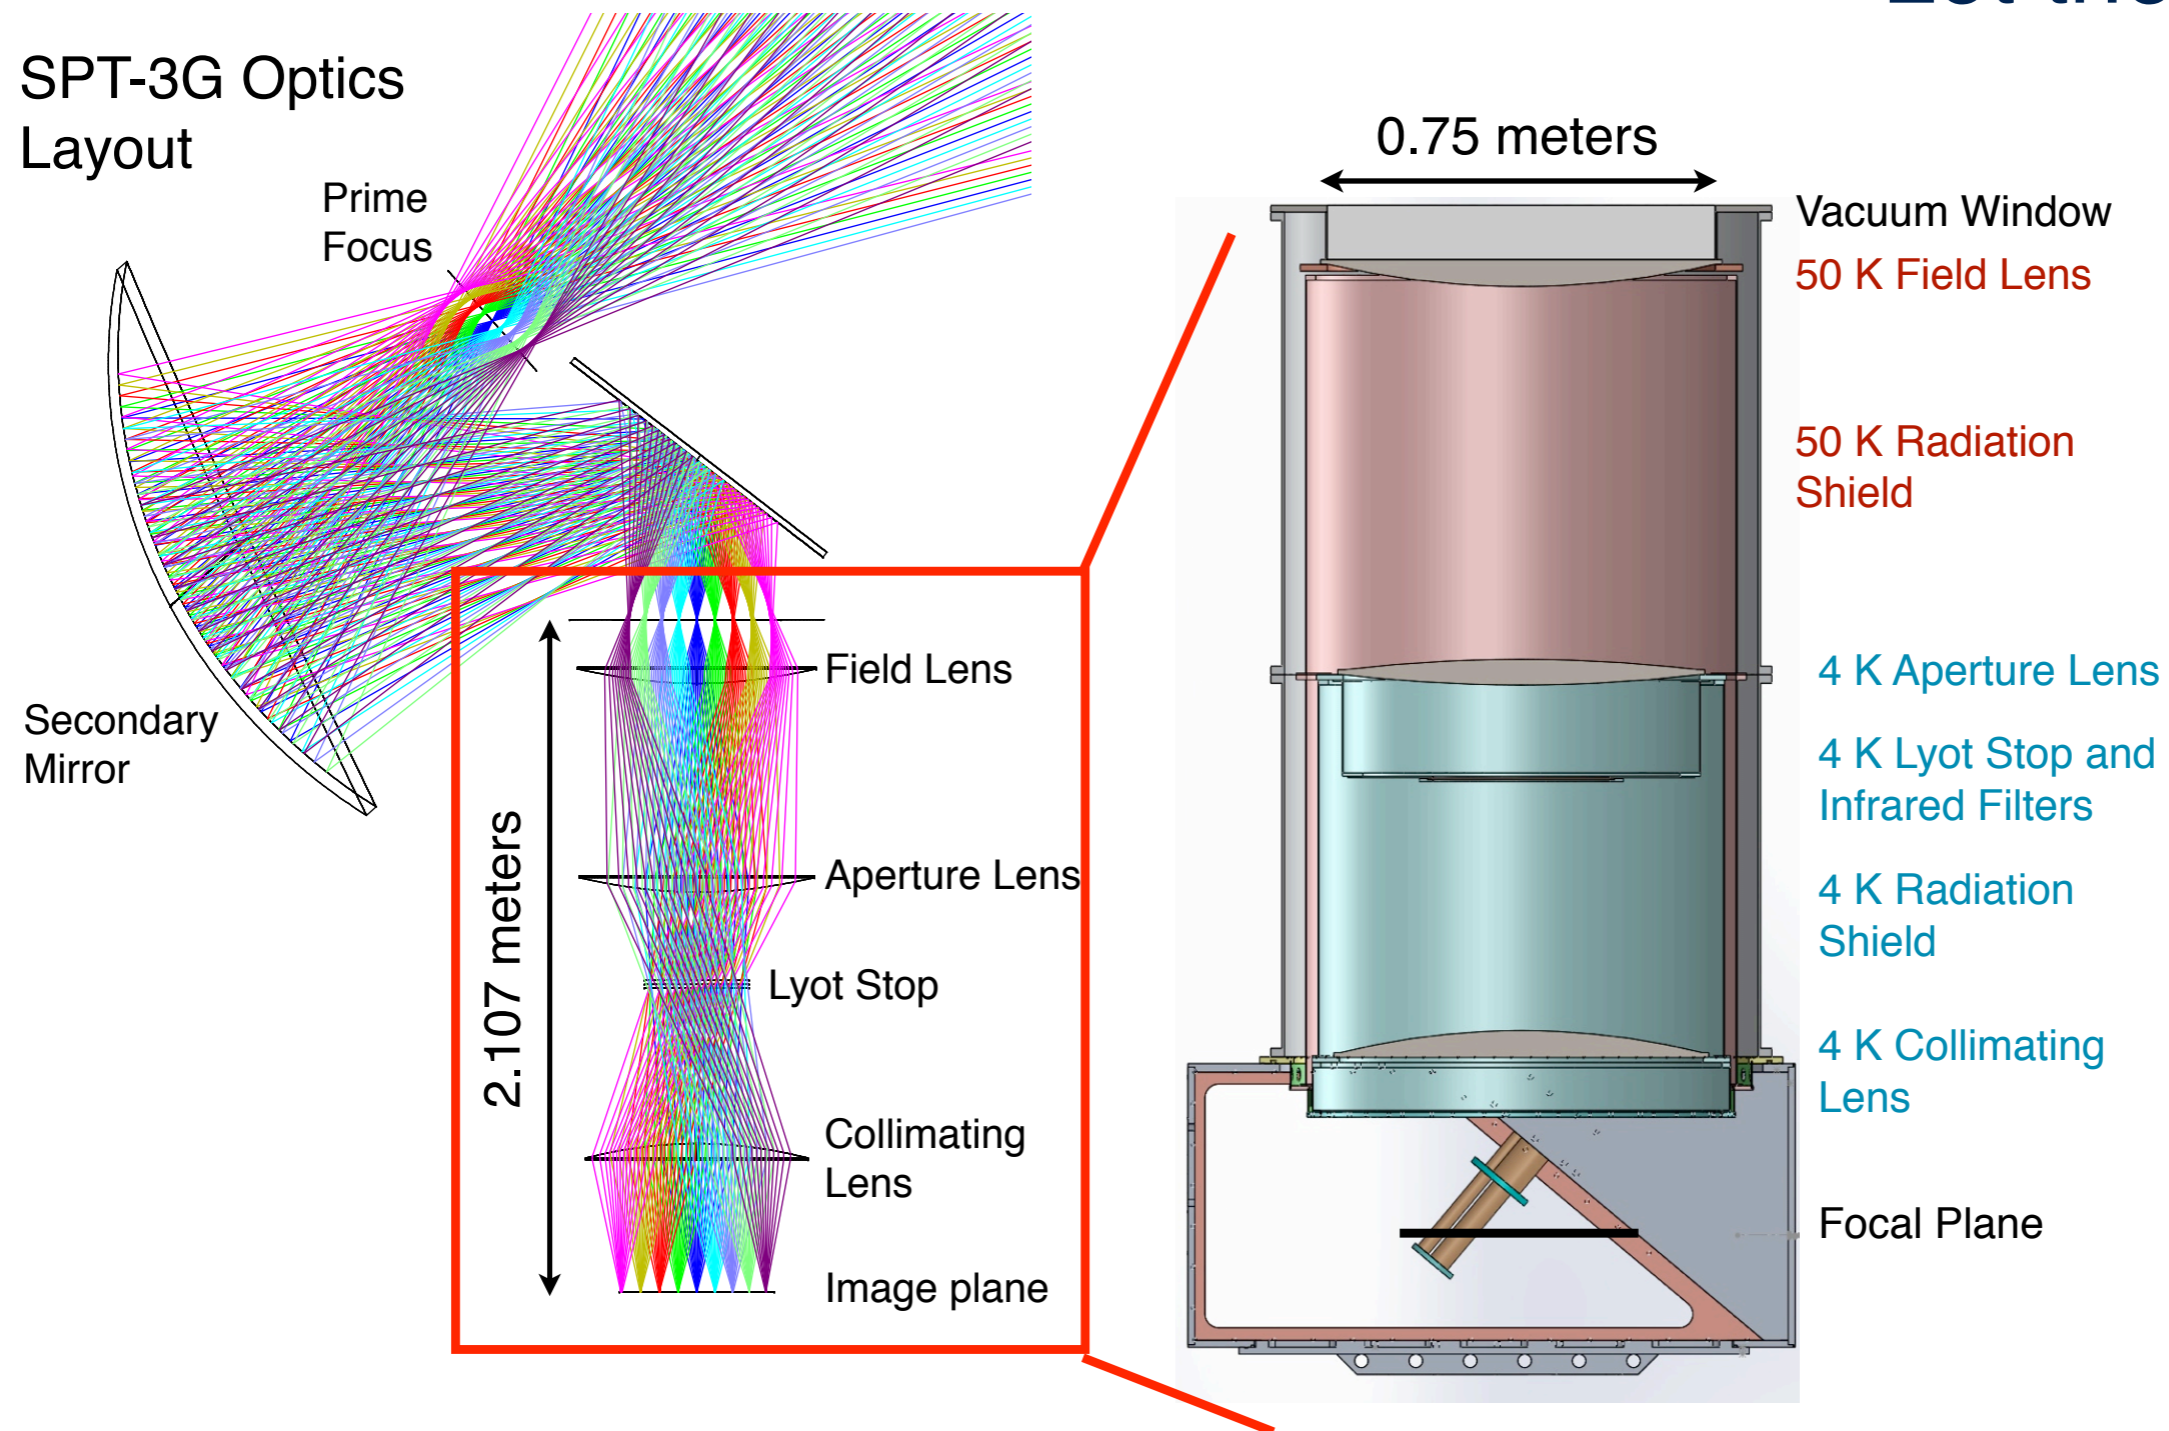 SPT-3G Optics
Layout
Prime
Focus
Secondary
Mirror
2.107 meters
Field Lens
Aperture Lens
Lyot Stop
Collimating
Lens
Image plane
0.75 meters
Vacuum Window
50 K Field Lens
50 K Radiation
Shield
4 K Aperture Lens
4 K Lyot Stop and
Infrared Filters
4 K Radiation
Shield
4 K Collimating
Lens
Focal Plane